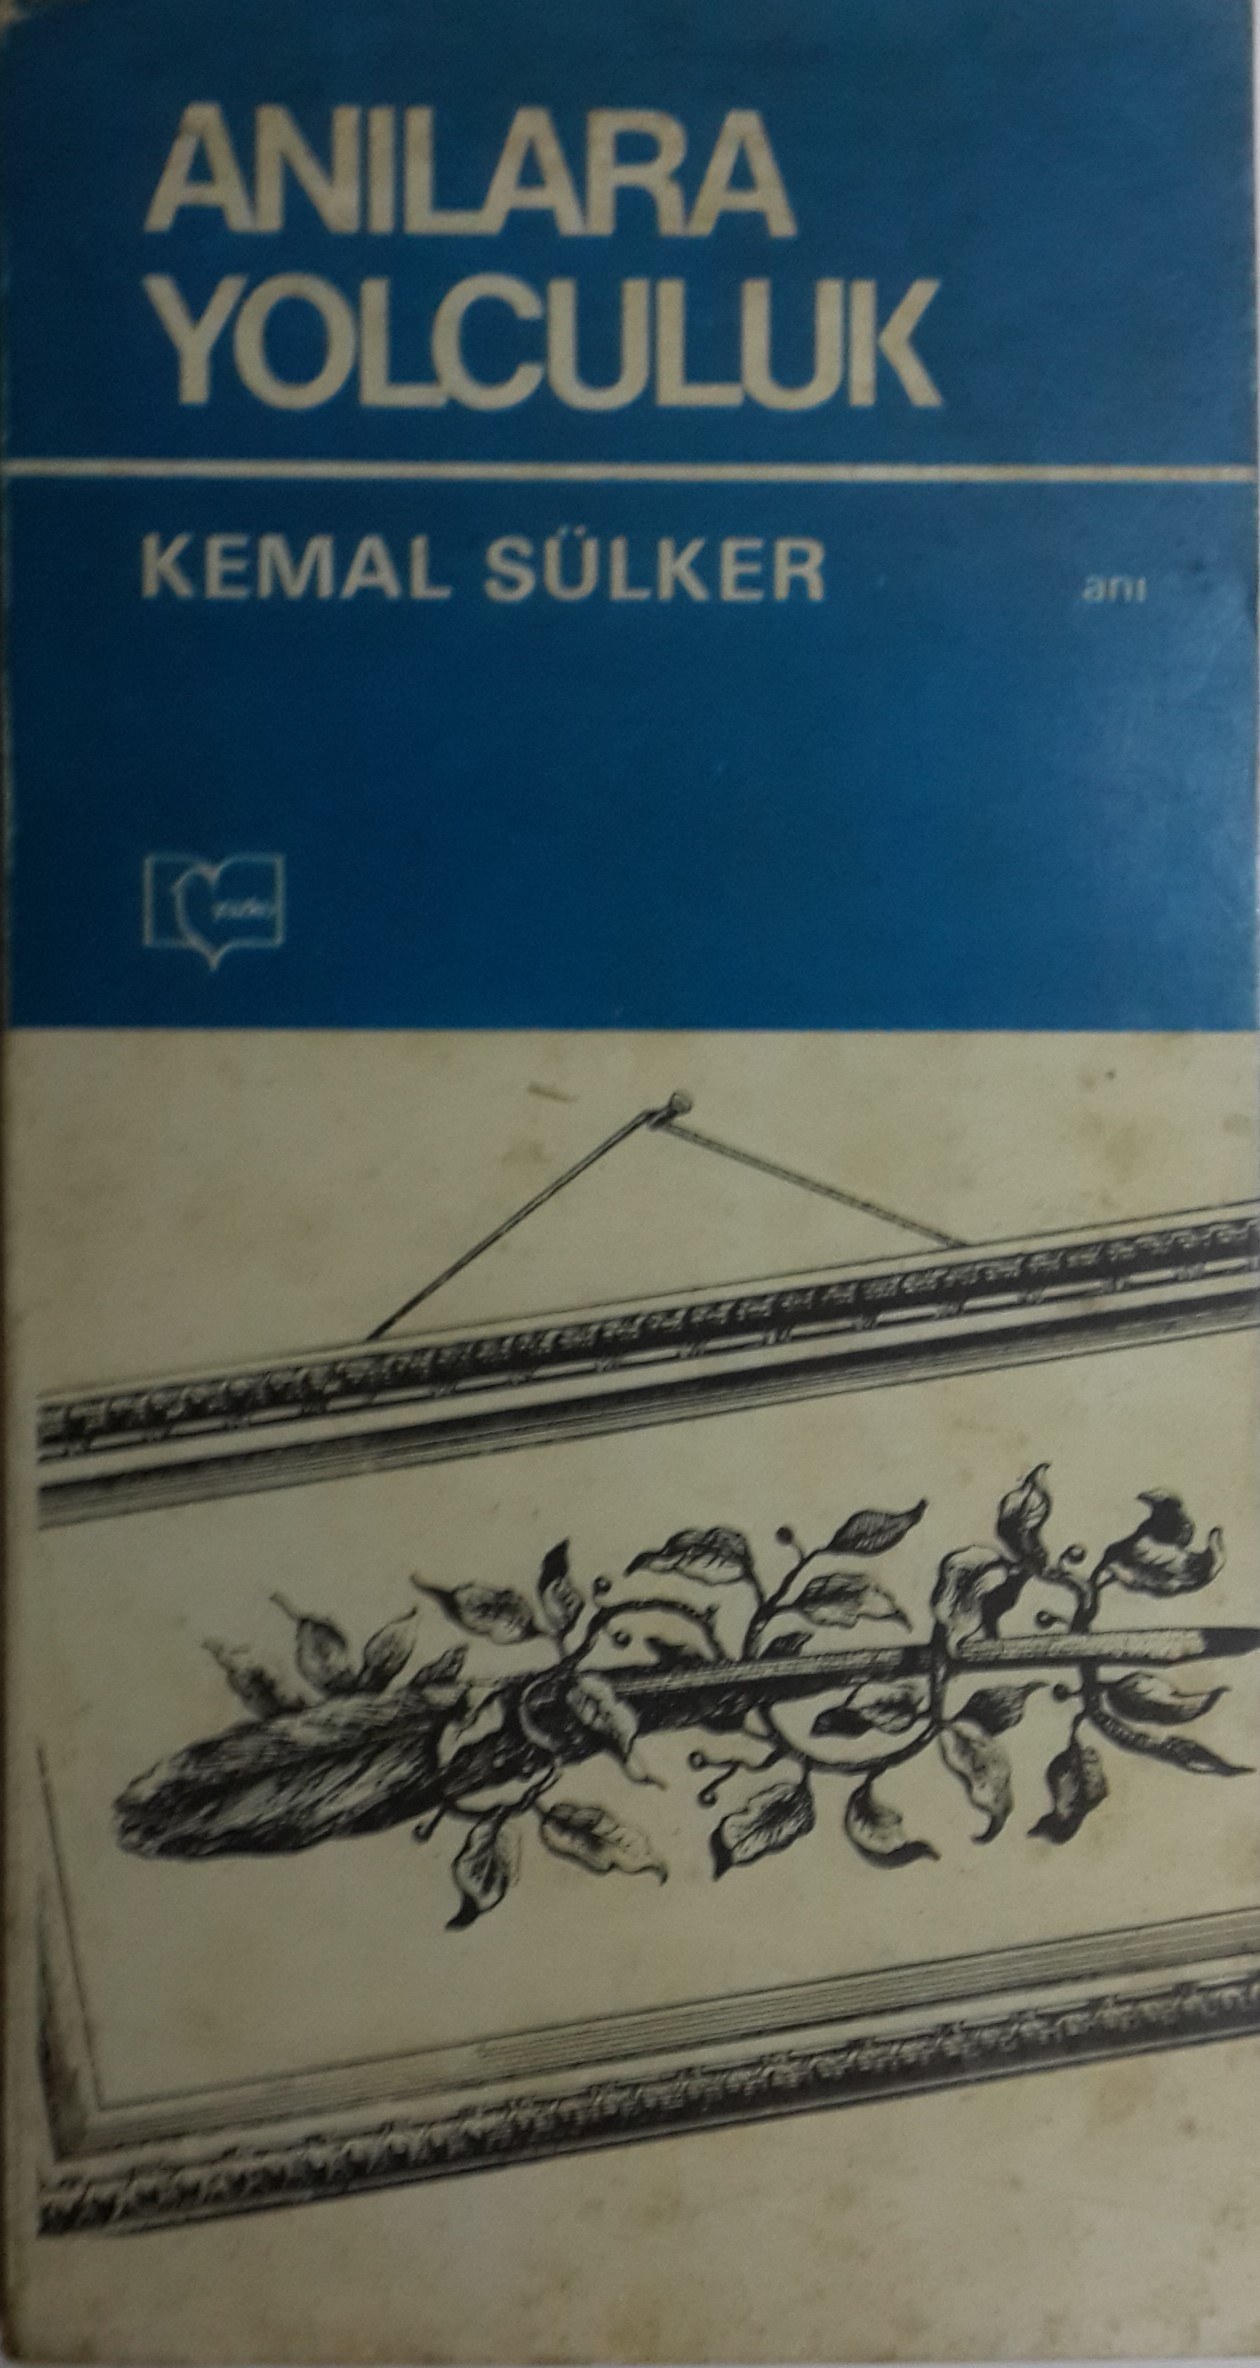 ANILARA
YOLCULUK
KEMAL SÜLKER
anı